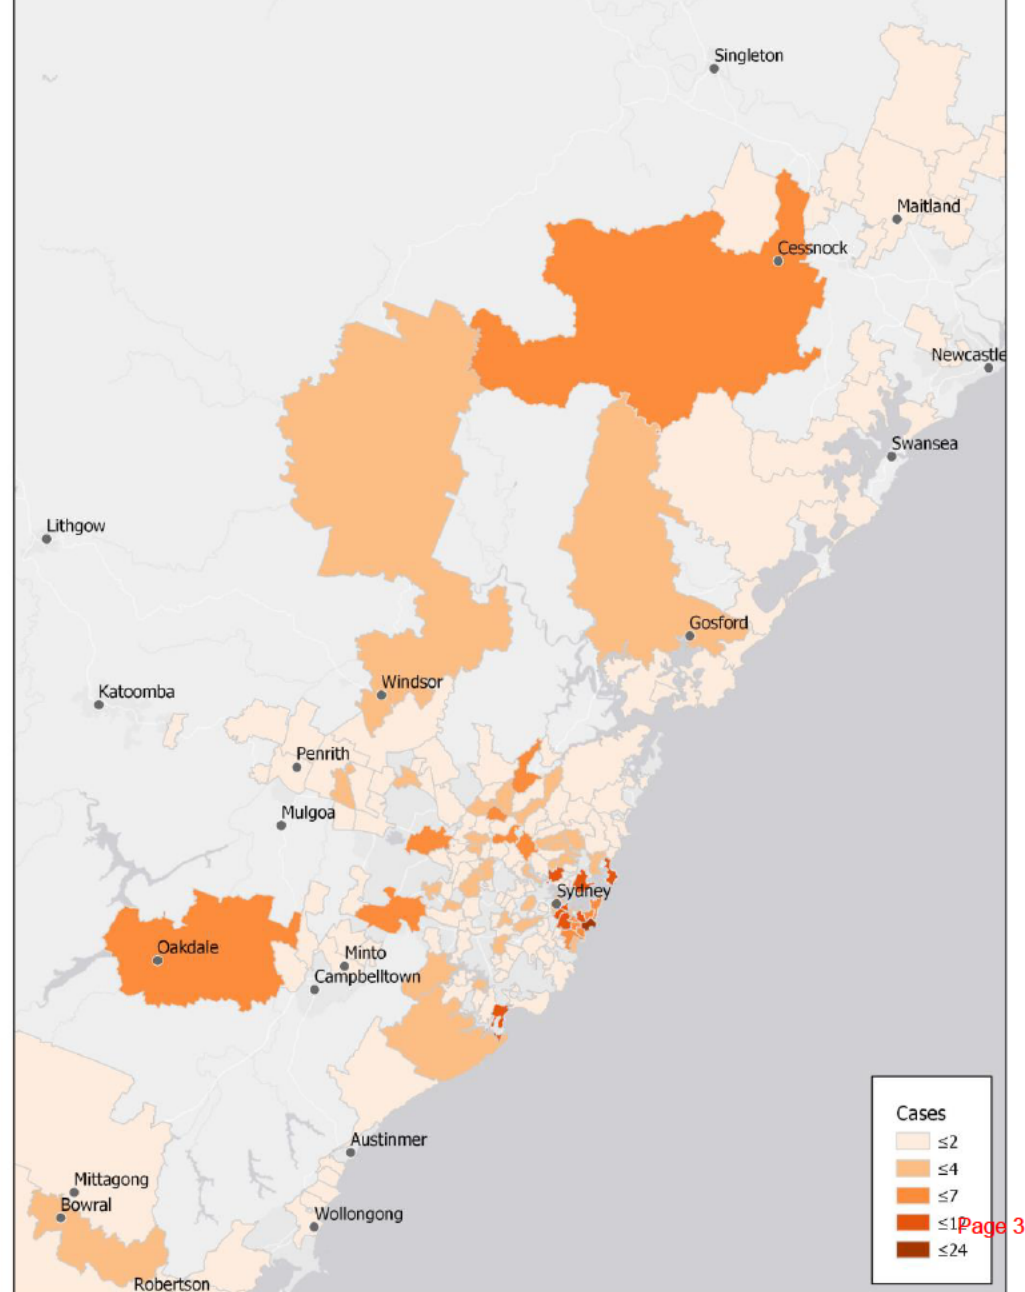 Singleton
Maitland
Cessnock
Newcastle
Swansea
Lithgow
Gosford
Windsor
Katoomba
Penrith
Mulgoa
Sydney
Oakdale
Minto
Campbelltown
Austinmer
Mittagong
Bowral
Wollongong
Robertson
Cases
≤2
≤4
≤7
≤12
≤24
Page 3